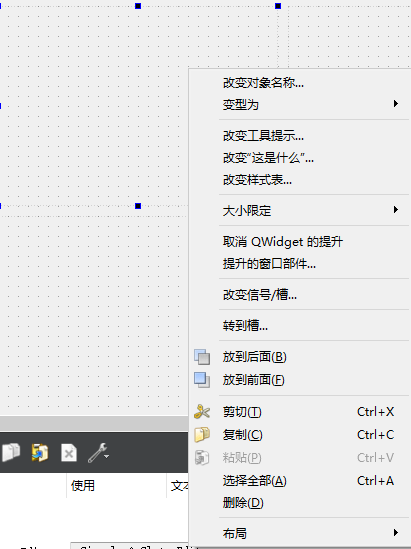 改变对象名称...
变型为
改变工具提示...
改变“这是什么”...
改变样式表...
大小限定
取消 QWidget 的提升
提升的窗口部件...
改变信号/槽...
转到槽...
放到后面(B)
放到前面(F)
剪切(T) Ctrl+X
复制(C) Ctrl+C
粘贴(P) Ctrl+V
选择全部(A) Ctrl+A
使用 文本
删除(D)
布局